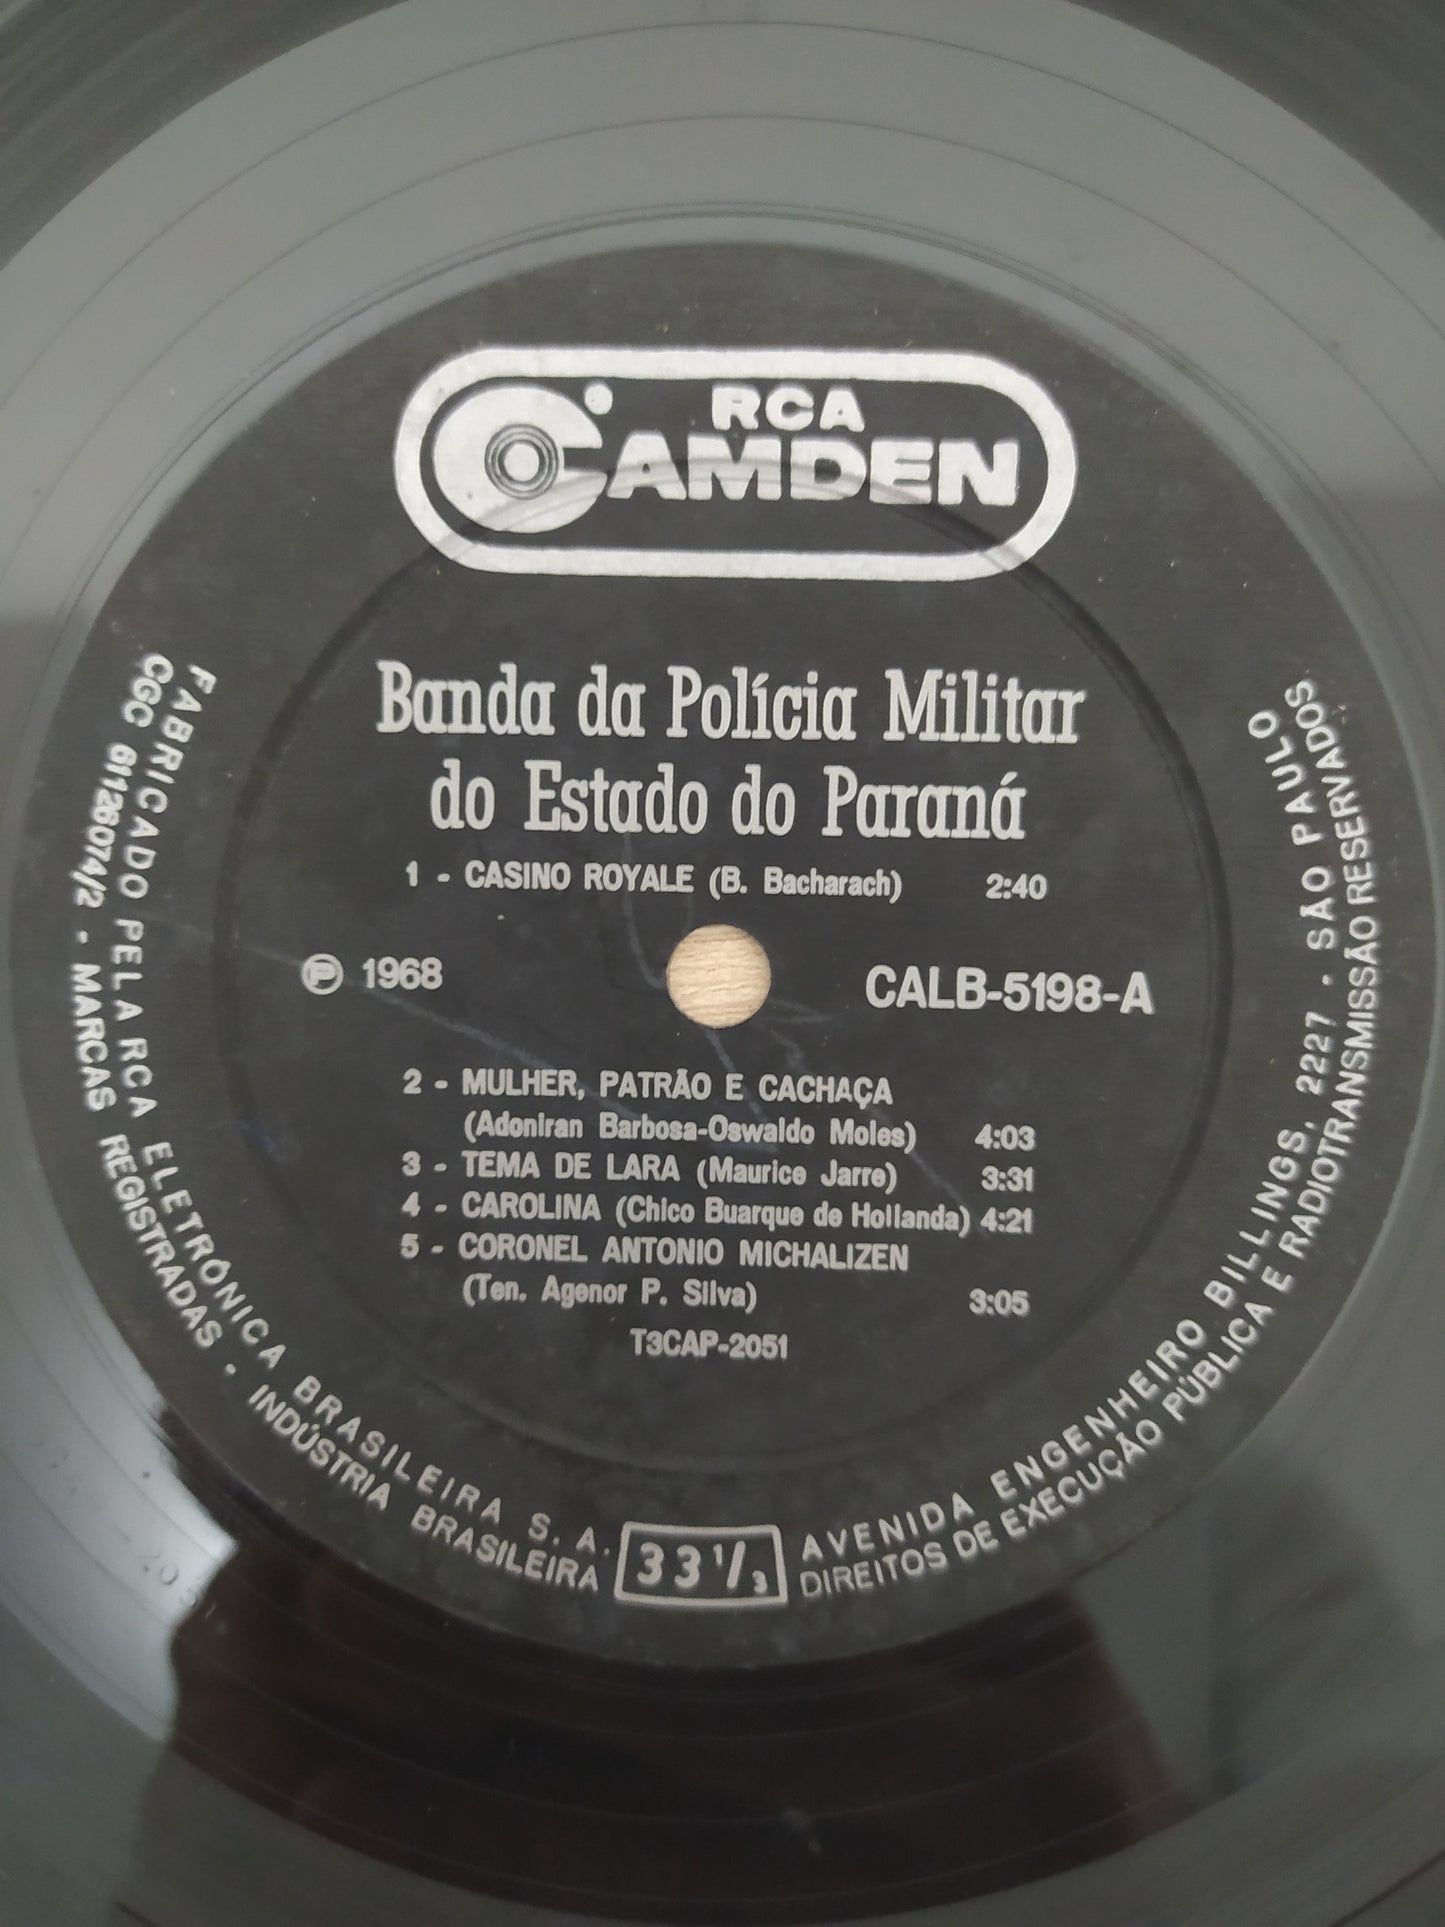 RCA
CAMDEN
Banda da Polícia Militar
do Estado do Paraná
1 - CASINO ROYALE (B. Bacharach) 2:40
Ⓟ 1968
CALB-5198-A
2 - MULHER, PATRÃO E CACHAÇA
(Adoniran Barbosa-Oswaldo Moles) 4:03
3 - TEMA DE LARA (Maurice Jarre) 3:31
4 - CAROLINA (Chico Buarque de Hollanda) 4:21
5 - CORONEL ANTONIO MICHALIZEN
(Ten. Agenor P. Silva) 3:05
T3CAP-2051
FABRICADO PELA RCA ELETRÔNICA BRASILEIRA S. A.
CGC 61126074/2 - MARCAS REGISTRADAS - INDÚSTRIA BRASILEIRA
33 1/3
AVENIDA ENGENHEIRO BILLINGS, 2227 - SÃO PAULO
DIREITOS DE EXECUÇÃO PÚBLICA E RADIOTRANSMISSÃO RESERVADOS